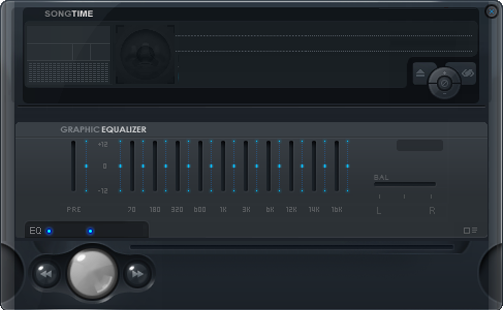 SONGTIME
GRAPHIC EQUALIZER
+12
0
-12
BAL
PRE 70 180 320 600 1K 3K 6K 12K 14K 16K
L R
EQ